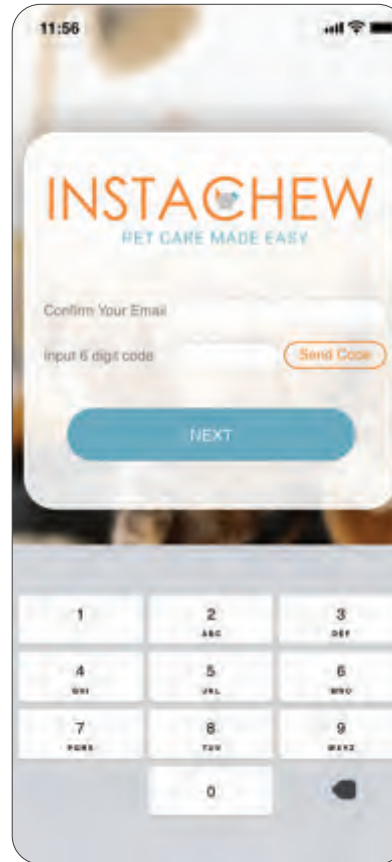 11:56
INSTACHEW
PET CARE MADE EASY
Confirm Your Email
Input 6 digit code
Send Code
NEXT
1
2
ABC
3
DEF
4
GHI
5
JKL
6
MNO
7
PQRS
8
TUV
9
WXYZ
0